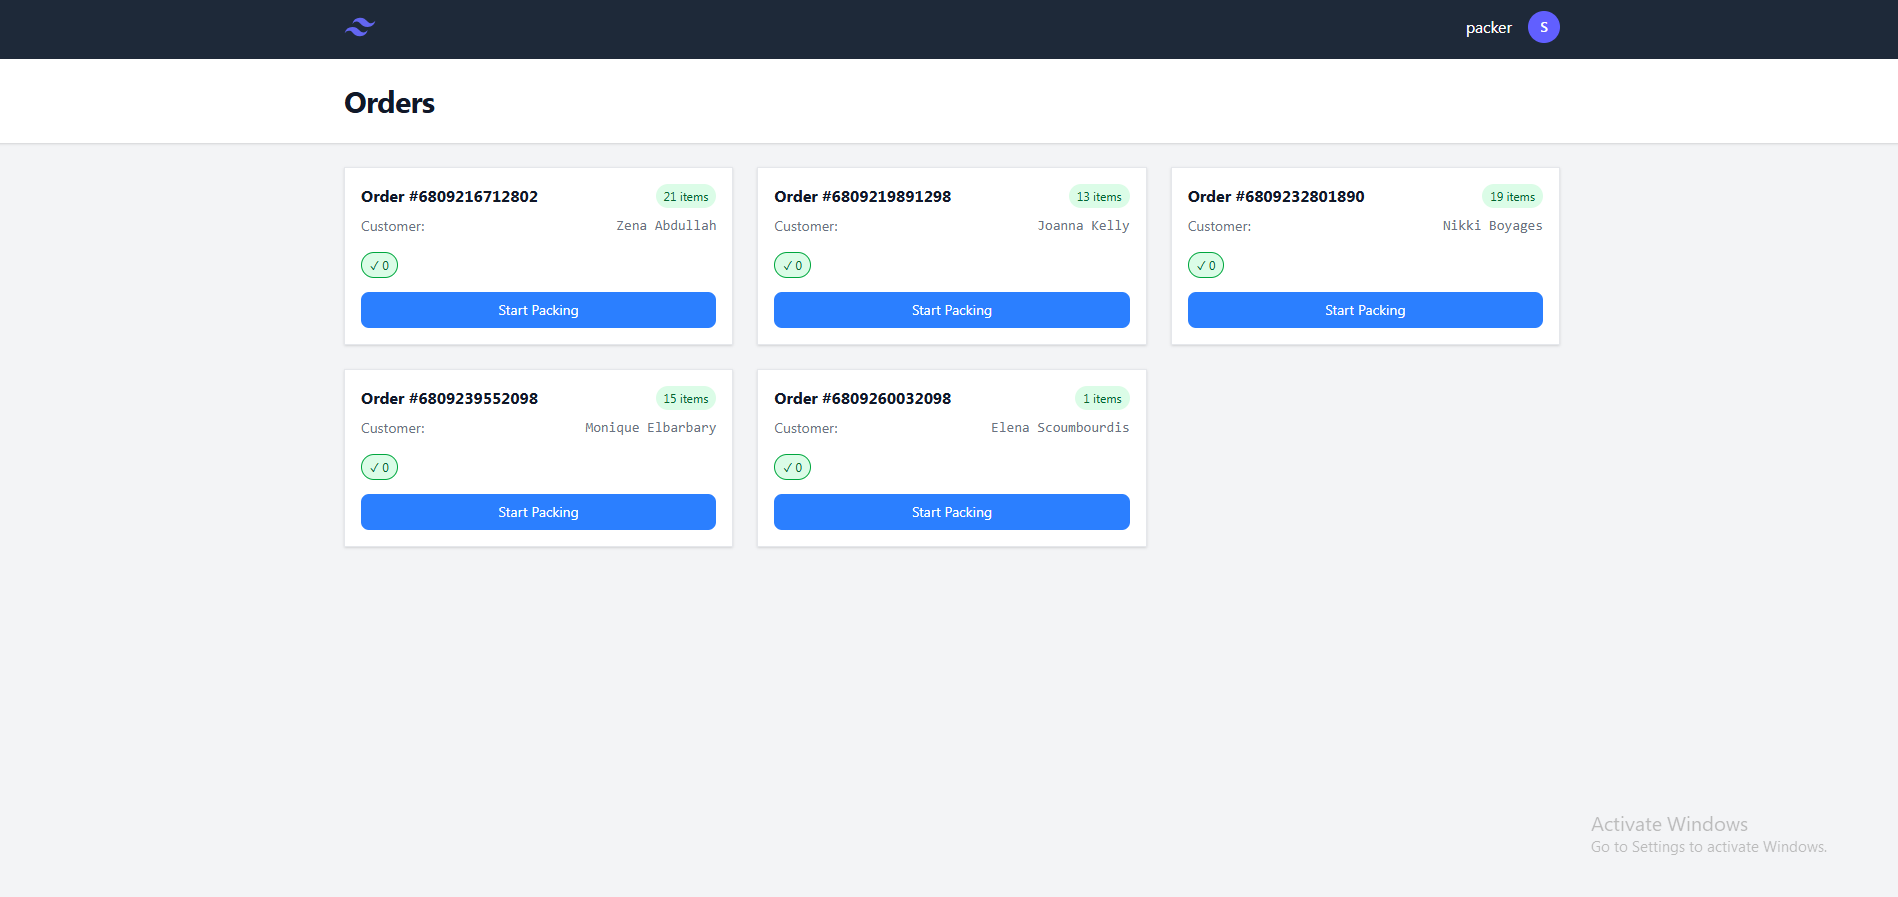 packer S
Orders
Order #6809216712802 21 items
Customer: Zena Abdullah
✓ 0
Start Packing
Order #6809219891298 13 items
Customer: Joanna Kelly
✓ 0
Start Packing
Order #6809232801890 19 items
Customer: Nikki Boyages
✓ 0
Start Packing
Order #6809239552098 15 items
Customer: Monique Elbarbary
✓ 0
Start Packing
Order #6809260032098 1 items
Customer: Elena Scoumbourdis
✓ 0
Start Packing
Activate Windows
Go to Settings to activate Windows.